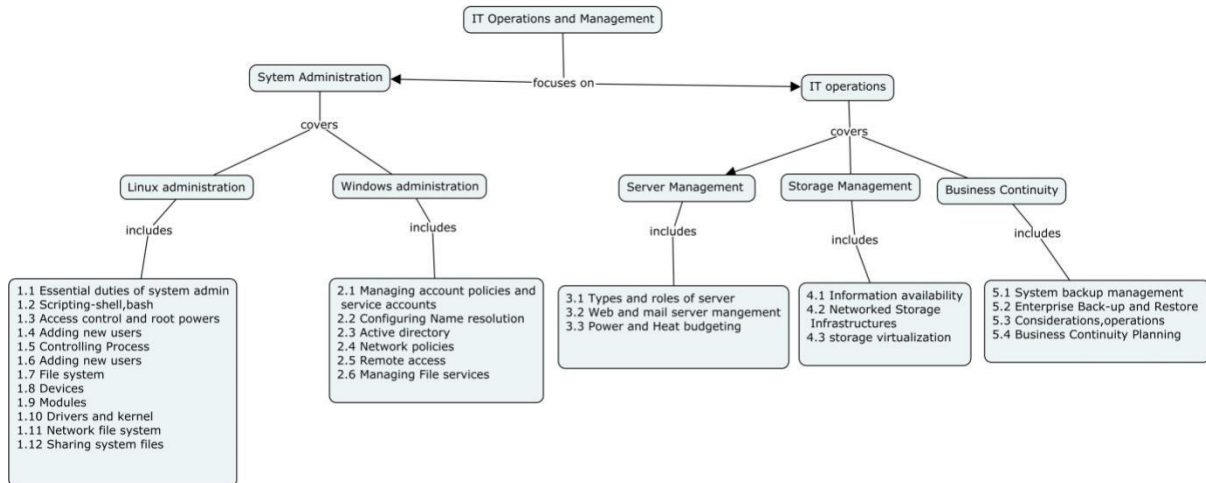 IT Operations and Management
Sytem Administration
focuses on
IT operations
covers
covers
Linux administration
Windows administration
Server Management
Storage Management
Business Continuity
includes
includes
includes
includes
includes
1.1 Essential duties of system admin
1.2 Scripting-shell,bash
1.3 Access control and root powers
1.4 Adding new users
1.5 Controlling Process
1.6 Adding new users
1.7 File system
1.8 Devices
1.9 Modules
1.10 Drivers and kernel
1.11 Network file system
1.12 Sharing system files
2.1 Managing account policies and
service accounts
2.2 Configuring Name resolution
2.3 Active directory
2.4 Network policies
2.5 Remote access
2.6 Managing File services
3.1 Types and roles of server
3.2 Web and mail server mangement
3.3 Power and Heat budgeting
4.1 Information availability
4.2 Networked Storage
Infrastructures
4.3 storage virtualization
5.1 System backup management
5.2 Enterprise Back-up and Restore
5.3 Considerations,operations
5.4 Business Continuity Planning